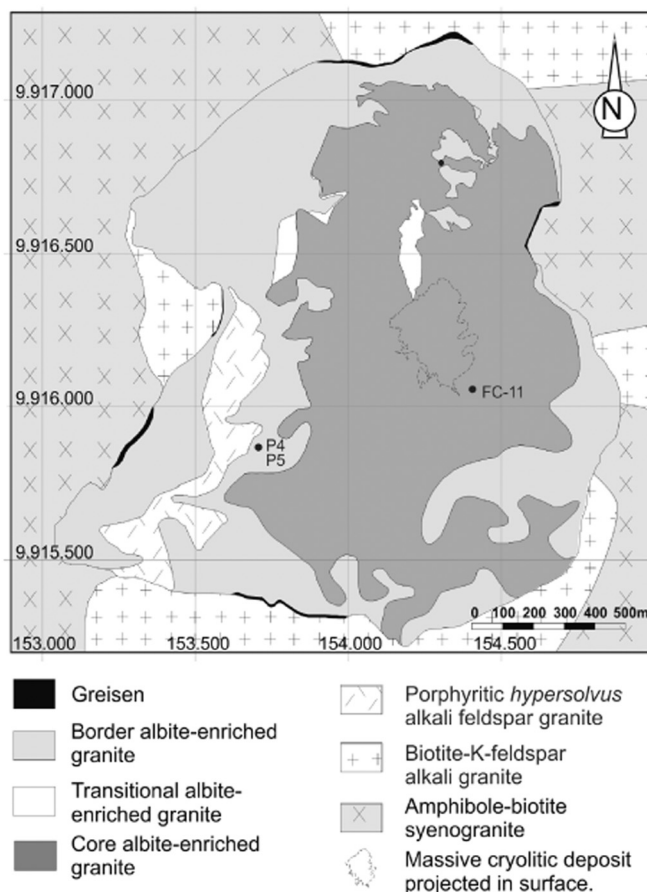 N
9.917.000
9.916.500
9.916.000
9.915.500
FC-11
P4
P5
0 100 200 300 400 500m
153.000 153.500 154.000 154.500
Greisen
Border albite-enriched
granite
Transitional albite-
enriched granite
Core albite-enriched
granite
Porphyritic hypersolvus
alkali feldspar granite
Biotite-K-feldspar
alkali granite
Amphibole-biotite
syenogranite
Massive cryolitic deposit
projected in surface.